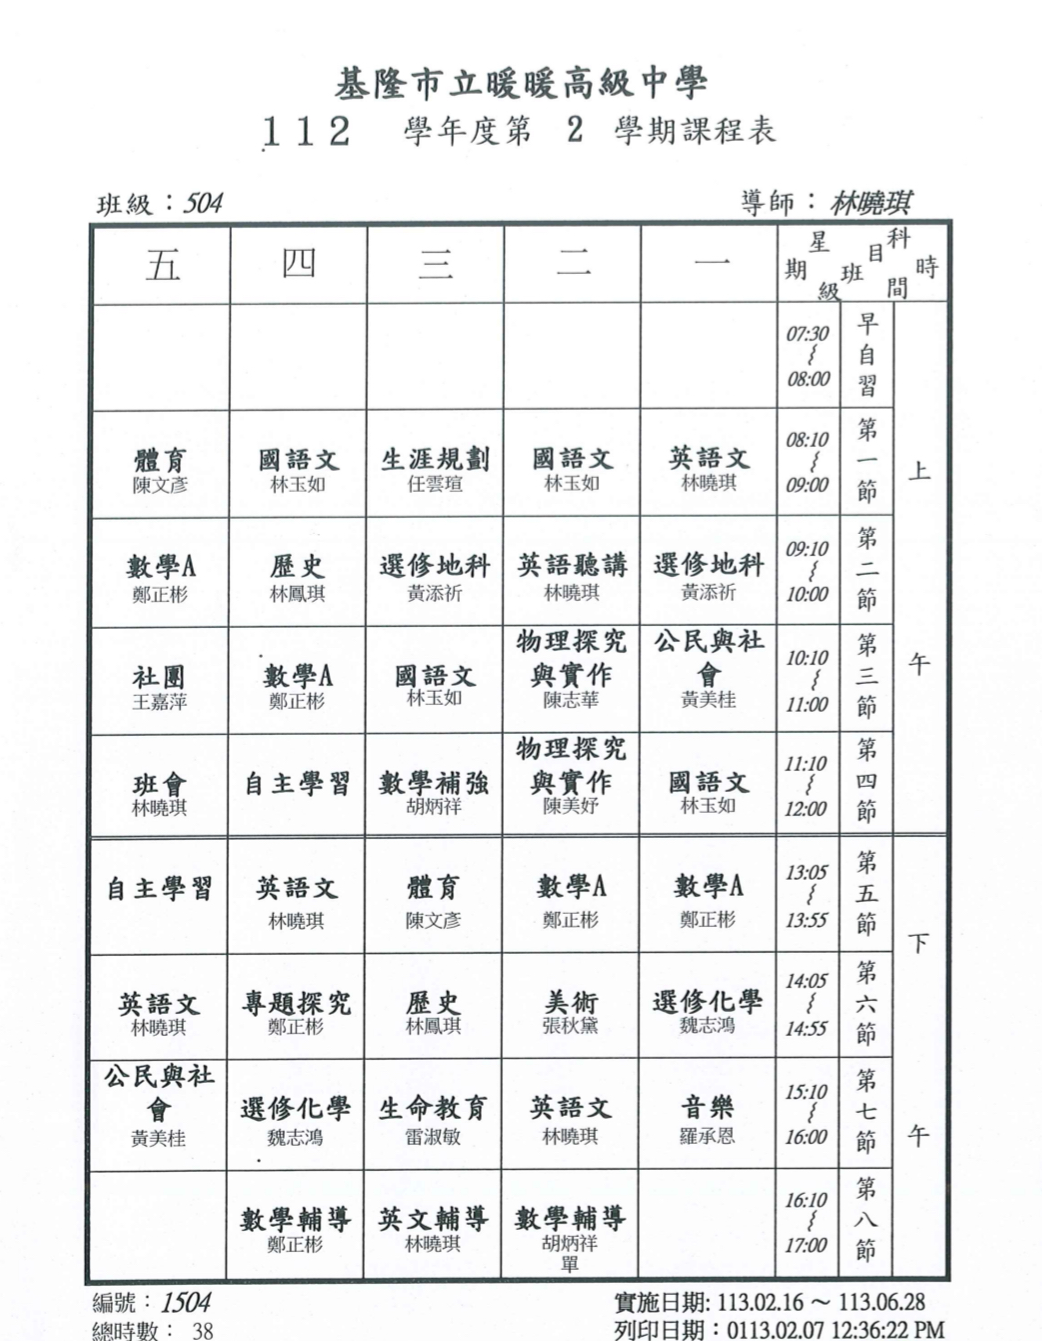 基隆市立暖暖高級中學
112 學年度第 2 學期課程表
班級：504 導師：林曉琪
五 四 三 二 一 星期 班級 科目 時間
07:30
~
08:00
早自習
上午
體育 國語文 生涯規劃 國語文 英語文
陳文彥 林玉如 任雲瑄 林玉如 林曉琪
08:10
~
09:00
第一節
數學A 歷史 選修地科 英語聽講 選修地科
鄭正彬 林鳳琪 黃添祈 林曉琪 黃添祈
09:10
~
10:00
第二節
社團 數學A 國語文 物理探究與實作 公民與社會
王嘉萍 鄭正彬 林玉如 陳志華 黃美桂
10:10
~
11:00
第三節
班會 自主學習 數學補強 物理探究與實作 國語文
林曉琪 胡炳祥 陳美妤 林玉如
11:10
~
12:00
第四節
下午
自主學習 英語文 體育 數學A 數學A
林曉琪 陳文彥 鄭正彬 鄭正彬
13:05
~
13:55
第五節
英語文 專題探究 歷史 美術 選修化學
林曉琪 鄭正彬 林鳳琪 張秋黛 魏志鴻
14:05
~
14:55
第六節
公民與社會 選修化學 生命教育 英語文 音樂
黃美桂 魏志鴻 雷淑敏 林曉琪 羅承恩
15:10
~
16:00
第七節
數學輔導 英文輔導 數學輔導
鄭正彬 林曉琪 胡炳祥
單
16:10
~
17:00
第八節
編號：1504 實施日期: 113.02.16 ～ 113.06.28
總時數： 38 列印日期：0113.02.07 12:36:22 PM